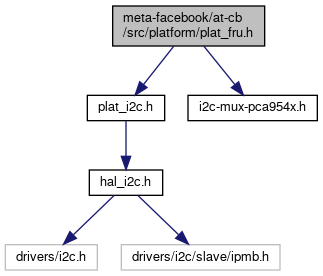 meta-facebook/at-cb
/src/platform/plat_fru.h
plat_i2c.h
i2c-mux-pca954x.h
hal_i2c.h
drivers/i2c.h
drivers/i2c/slave/ipmb.h